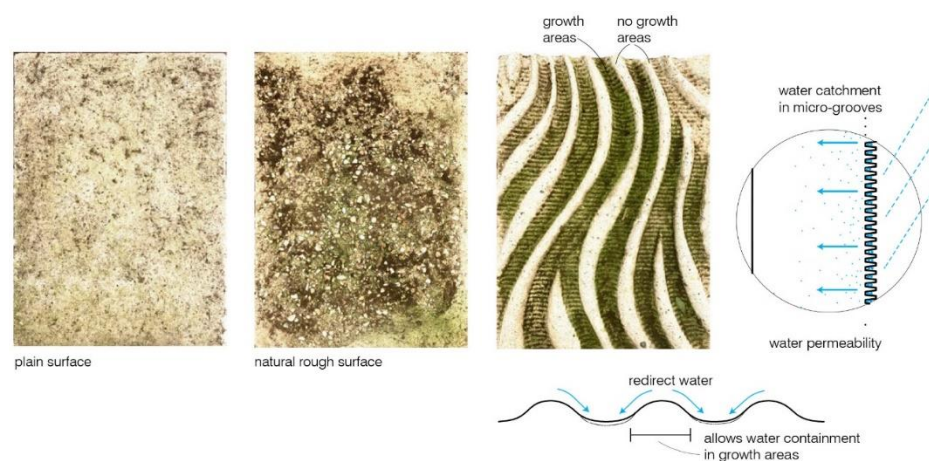 growth
areas
no growth
areas
plain surface
natural rough surface
water catchment
in micro-grooves
water permeability
redirect water
allows water containment
in growth areas